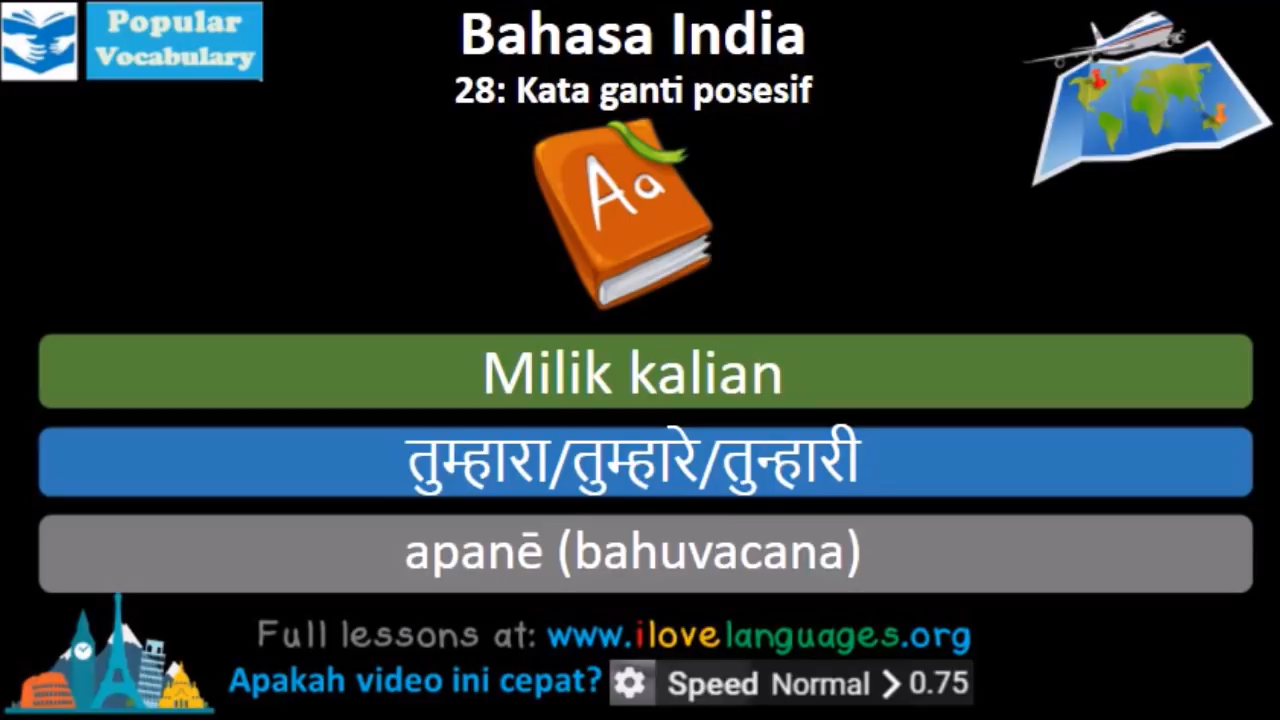 Popular
Vocabulary
Bahasa India
28: Kata ganti posesif
Aa
Milik kalian
तुम्हारा/तुम्हारे/तुन्हारी
apanē (bahuvacana)
Full lessons at: www.ilovelanguages.org
Apakah video ini cepat? Speed Normal > 0.75